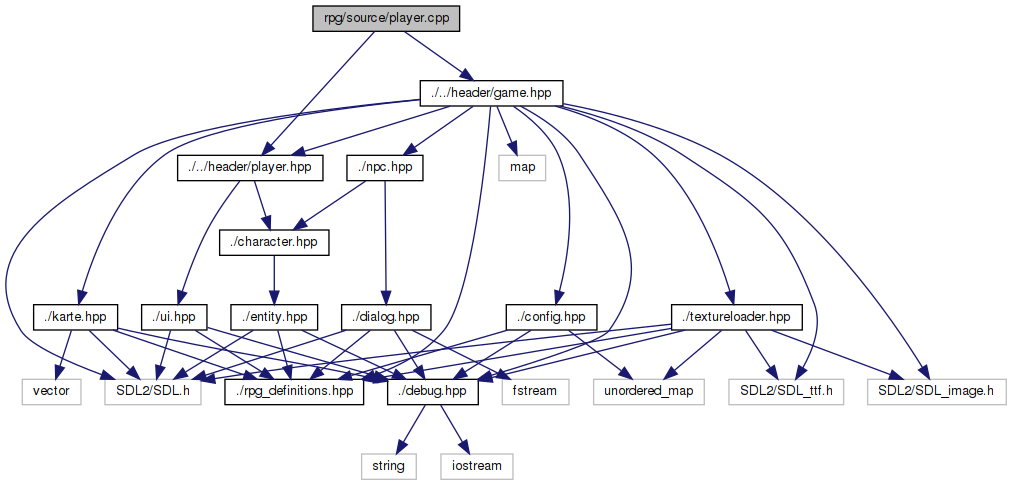 rpg/source/player.cpp
./../header/game.hpp
./../header/player.hpp
./npc.hpp
map
./character.hpp
./karte.hpp
./ui.hpp
./entity.hpp
./dialog.hpp
./config.hpp
./textureloader.hpp
vector
SDL2/SDL.h
./rpg_definitions.hpp
./debug.hpp
fstream
unordered_map
SDL2/SDL_ttf.h
SDL2/SDL_image.h
string
iostream